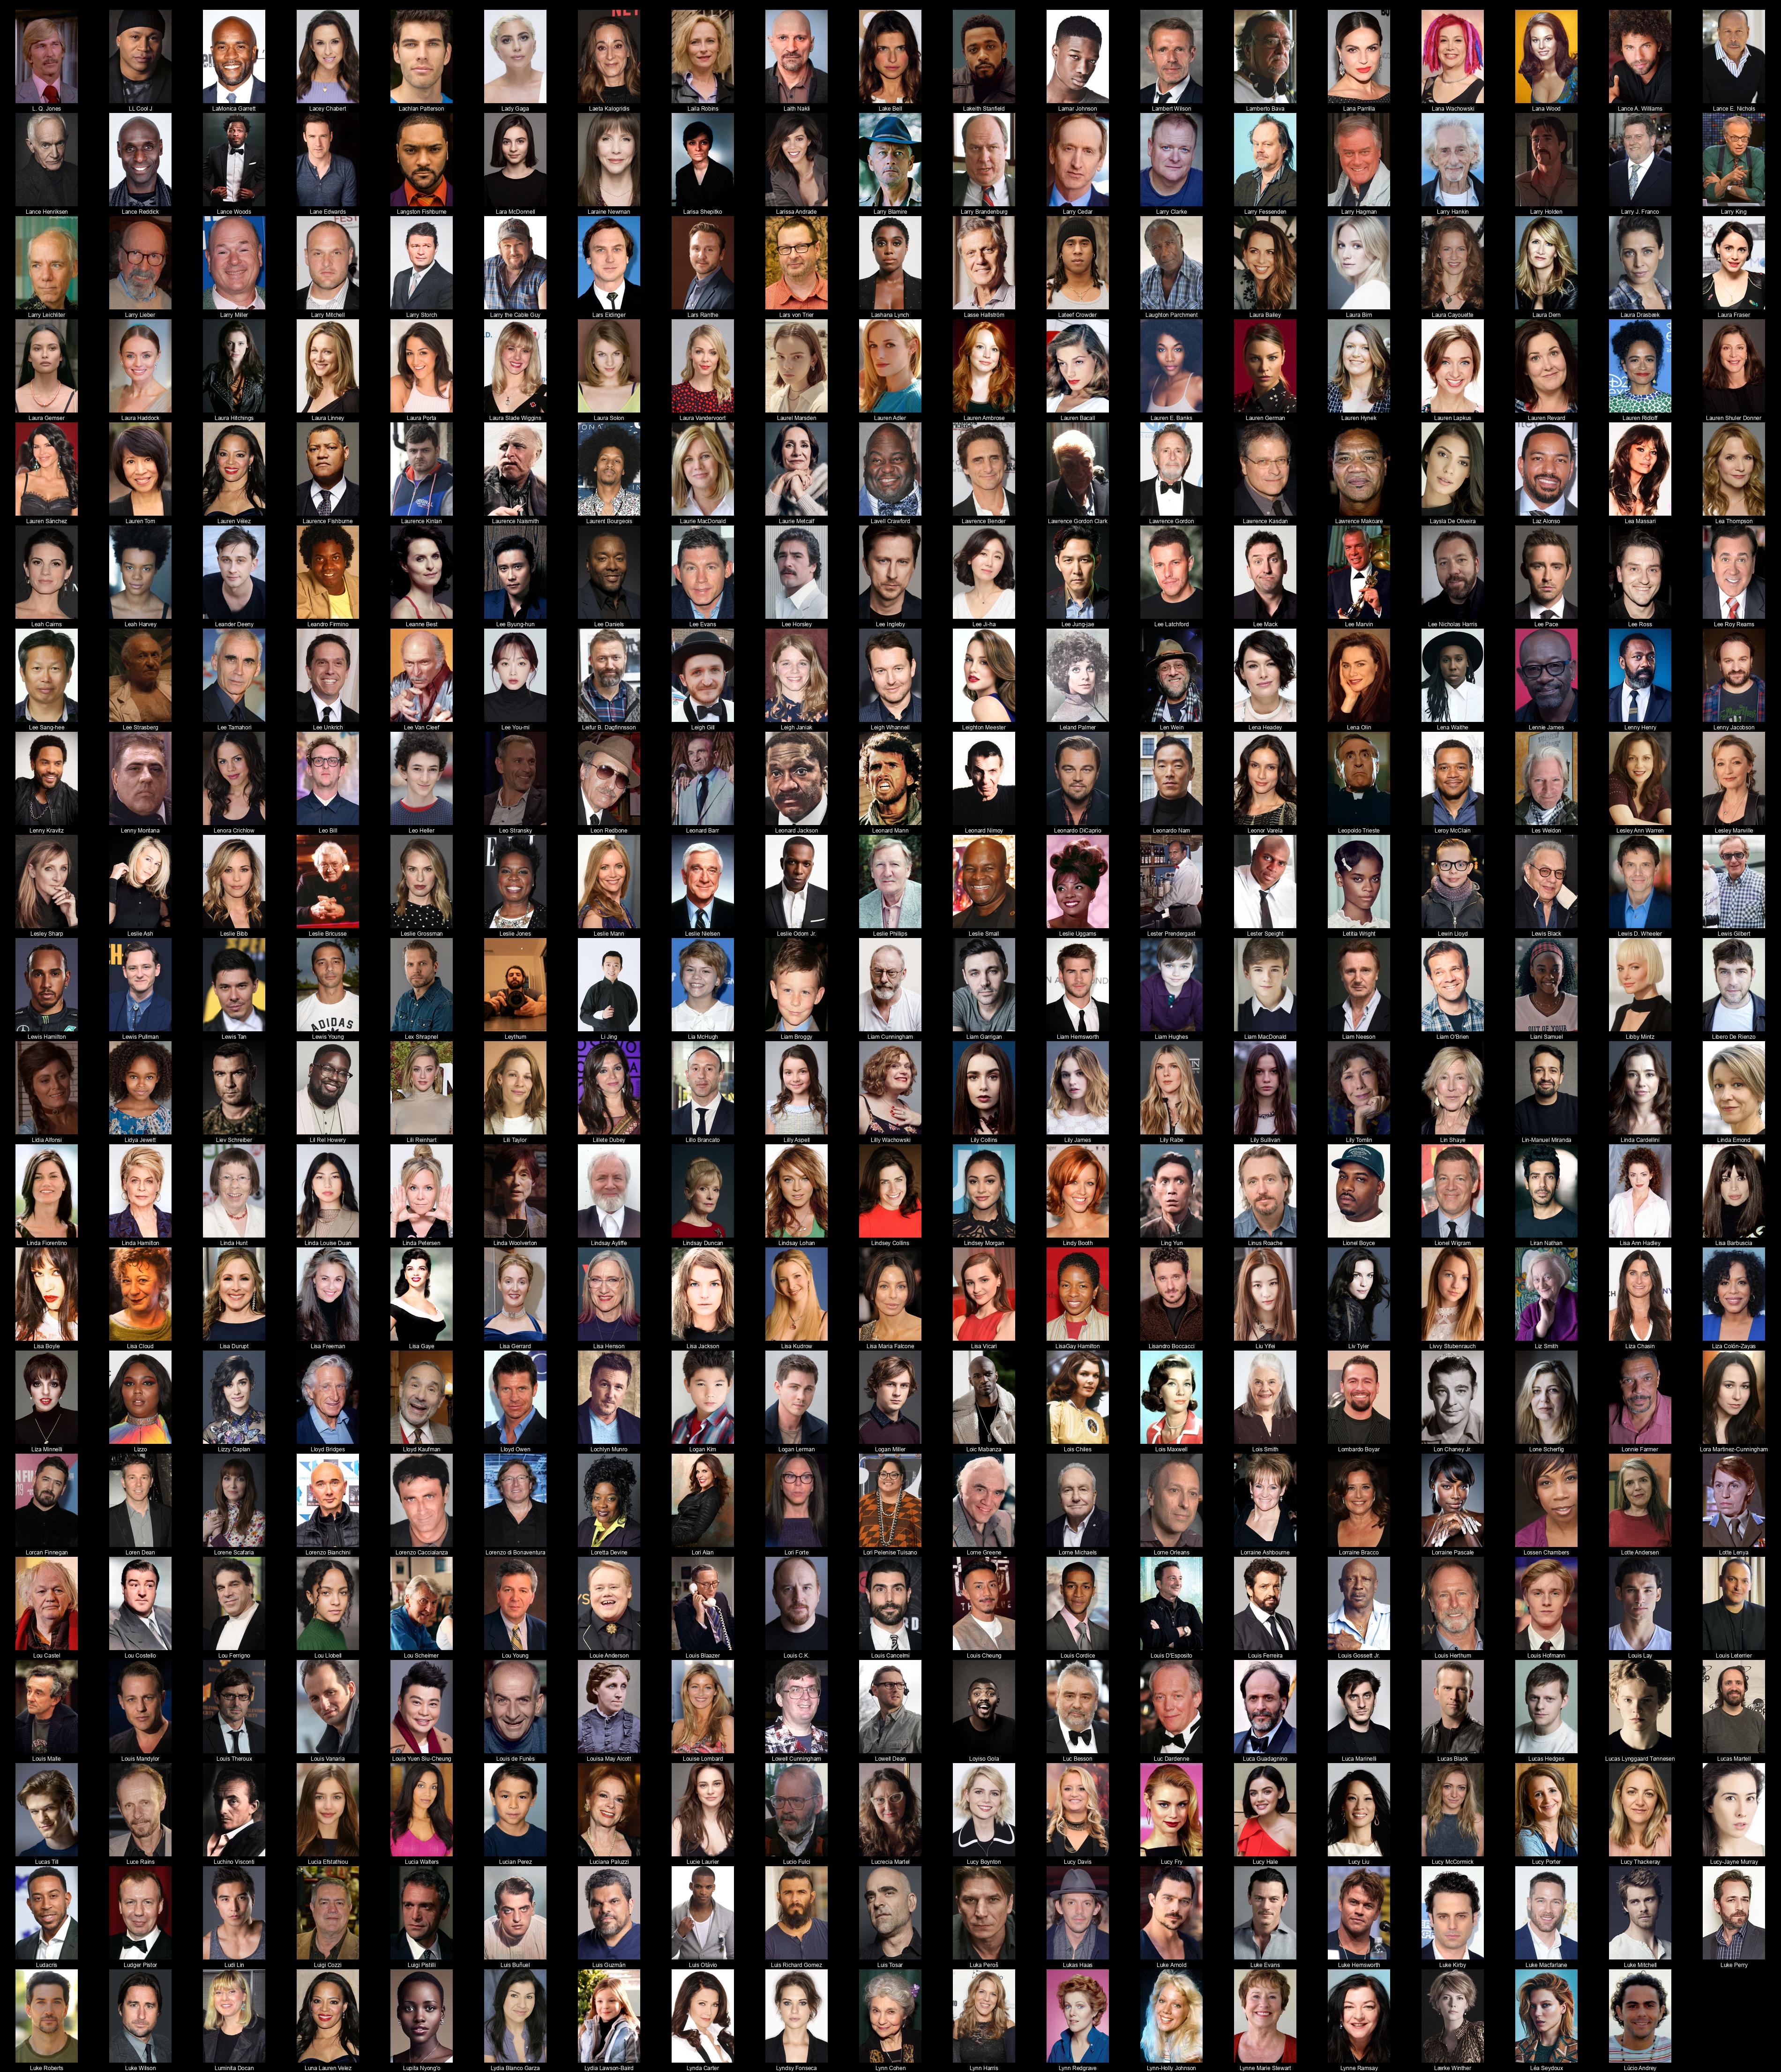 L. Q. Jones LL Cool J LaMonica Garrett Lacey Chabert Lachlan Patterson Lady Gaga Laeta Kalogridis Laila Robins Laith Nakli Lake Bell Lakeith Stanfield Lamar Johnson Lambert Wilson Lamberto Bava Lana Parrilla Lana Wachowski Lana Wood Lance A. Williams Lance E. Nichols
Lance Henriksen Lance Reddick Lance Woods Lane Edwards Langston Fishburne Lara McDonnell Laraine Newman Larisa Shepitko Larissa Andrade Larry Blamire Larry Brandenburg Larry Cedar Larry Clarke Larry Fessenden Larry Hagman Larry Hankin Larry Holden Larry J. Franco Larry King
Larry Leichliter Larry Lieber Larry Miller Larry Mitchell Larry Storch Larry the Cable Guy Lars Eidinger Lars Ranthe Lars von Trier Lashana Lynch Lasse Hallström Lateef Crowder Laughton Parchment Laura Bailey Laura Birn Laura Cayouette Laura Dern Laura Drasbæk Laura Fraser
Laura Gemser Laura Haddock Laura Hitchings Laura Linney Laura Porta Laura Slade Wiggins Laura Solon Laura Vandervoort Laurel Marsden Lauren Adler Lauren Ambrose Lauren Bacall Lauren E. Banks Lauren German Lauren Hynek Lauren Lapkus Lauren Revard Lauren Ridloff Lauren Shuler Donner
Lauren Sánchez Lauren Tom Lauren Vélez Laurence Fishburne Laurence Kinlan Laurence Naismith Laurent Bourgeois Laurie MacDonald Laurie Metcalf Lavell Crawford Lawrence Bender Lawrence Gordon Clark Lawrence Gordon Lawrence Kasdan Lawrence Makoare Laysla De Oliveira Laz Alonso Lea Massari Lea Thompson
Leah Cairns Leah Harvey Leander Deeny Leandro Firmino Leanne Best Lee Byung-hun Lee Daniels Lee Evans Lee Horsley Lee Ingleby Lee Ji-ha Lee Jung-jae Lee Latchford Lee Mack Lee Marvin Lee Nicholas Harris Lee Pace Lee Ross Lee Roy Reams
Lee Sang-hee Lee Strasberg Lee Tamahori Lee Unkrich Lee Van Cleef Lee You-mi Leifur B. Dagfinnsson Leigh Gill Leigh Janiak Leigh Whannell Leighton Meester Leland Palmer Len Wein Lena Headey Lena Olin Lena Waithe Lennie James Lenny Henry Lenny Jacobson
Lenny Kravitz Lenny Montana Lenora Crichlow Leo Bill Leo Heller Leo Stransky Leon Redbone Leonard Barr Leonard Jackson Leonard Mann Leonard Nimoy Leonardo DiCaprio Leonardo Nam Leonor Varela Leopoldo Trieste Leroy McClain Les Weldon Lesley Ann Warren Lesley Manville
Lesley Sharp Leslie Ash Leslie Bibb Leslie Bricusse Leslie Grossman Leslie Jones Leslie Mann Leslie Nielsen Leslie Odom Jr. Leslie Phillips Leslie Small Leslie Uggams Lester Prendergast Lester Speight Letitia Wright Lewin Lloyd Lewis Black Lewis D. Wheeler Lewis Gilbert
ADIDAS
Lewis Hamilton Lewis Pullman Lewis Tan Lewis Young Lex Shrapnel Leythum Li Jing Lia McHugh Liam Broggy Liam Cunningham Liam Garrigan Liam Hemsworth Liam Hughes Liam MacDonald Liam Neeson Liam O'Brien Liani Samuel Libby Mintz Libero De Rienzo
Lidia Alfonsi Lidya Jewett Liev Schreiber Lil Rel Howery Lili Reinhart Lili Taylor Lillete Dubey Lillo Brancato Lilly Aspell Lilly Wachowski Lily Collins Lily James Lily Rabe Lily Sullivan Lily Tomlin Lin Shaye Lin-Manuel Miranda Linda Cardellini Linda Emond
Linda Fiorentino Linda Hamilton Linda Hunt Linda Louise Duan Linda Petersen Linda Woolverton Lindsay Ayliffe Lindsay Duncan Lindsay Lohan Lindsey Collins Lindsey Morgan Lindy Booth Ling Yun Linus Roache Lionel Boyce Lionel Wigram Liran Nathan Lisa Ann Hadley Lisa Barbuscia
Lisa Boyle Lisa Cloud Lisa Durupt Lisa Freeman Lisa Gaye Lisa Gerrard Lisa Henson Lisa Jackson Lisa Kudrow Lisa Maria Falcone Lisa Vicari LisaGay Hamilton Lisandro Boccacci Liu Yifei Liv Tyler Livvy Stubenrauch Liz Smith Liza Chasin Liza Colón-Zayas
Liza Minnelli Lizzo Lizzy Caplan Lloyd Bridges Lloyd Kaufman Lloyd Owen Lochlyn Munro Logan Kim Logan Lerman Logan Miller Loïc Mabanza Lois Chiles Lois Maxwell Lois Smith Lombardo Boyar Lon Chaney Jr. Lone Scherfig Lonnie Farmer Lora Martinez-Cunningham
Lorcan Finnegan Loren Dean Lorene Scafaria Lorenzo Bianchini Lorenzo Caccialanza Lorenzo di Bonaventura Loretta Devine Lori Alan Lori Forte Lori Pelenise Tuisano Lorne Greene Lorne Michaels Lorne Orleans Lorraine Ashbourne Lorraine Bracco Lorraine Pascale Lossen Chambers Lotte Andersen Lotte Lenya
Lou Castel Lou Costello Lou Ferrigno Lou Llobell Lou Scheimer Lou Young Louie Anderson Louis Blaazer Louis C.K. Louis Cancelmi Louis Cheung Louis Cordice Louis D'Esposito Louis Ferreira Louis Gossett Jr. Louis Herthum Louis Hofmann Louis Lay Louis Leterrier
Louis Malle Louis Mandylor Louis Theroux Louis Vanaria Louis Yuen Siu-Cheung Louis de Funès Louisa May Alcott Louise Lombard Lowell Cunningham Lowell Dean Loyiso Gola Luc Besson Luc Dardenne Luca Guadagnino Luca Marinelli Lucas Black Lucas Hedges Lucas Lynggaard Tønnesen Lucas Martell
Lucas Till Luce Rains Luchino Visconti Lucia Efstathiou Lucia Walters Lucian Perez Luciana Paluzzi Lucie Laurier Lucio Fulci Lucrecia Martel Lucy Boynton Lucy Davis Lucy Fry Lucy Hale Lucy Liu Lucy McCormick Lucy Porter Lucy Thackeray Lucy-Jayne Murray
Ludacris Ludger Pistor Ludi Lin Luigi Cozzi Luigi Pistilli Luis Buñuel Luis Guzmán Luis Otávio Luis Richard Gomez Luis Tosar Luka Peroš Lukas Haas Luke Arnold Luke Evans Luke Hemsworth Luke Kirby Luke Macfarlane Luke Mitchell Luke Perry
Luke Roberts Luke Wilson Luminita Docan Luna Lauren Velez Lupita Nyong'o Lydia Blanco Garza Lydia Lawson-Baird Lynda Carter Lyndsy Fonseca Lynn Cohen Lynn Harris Lynn Redgrave Lynn-Holly Johnson Lynne Marie Stewart Lynne Ramsay Lærke Winther Léa Seydoux Lúcio Andrey